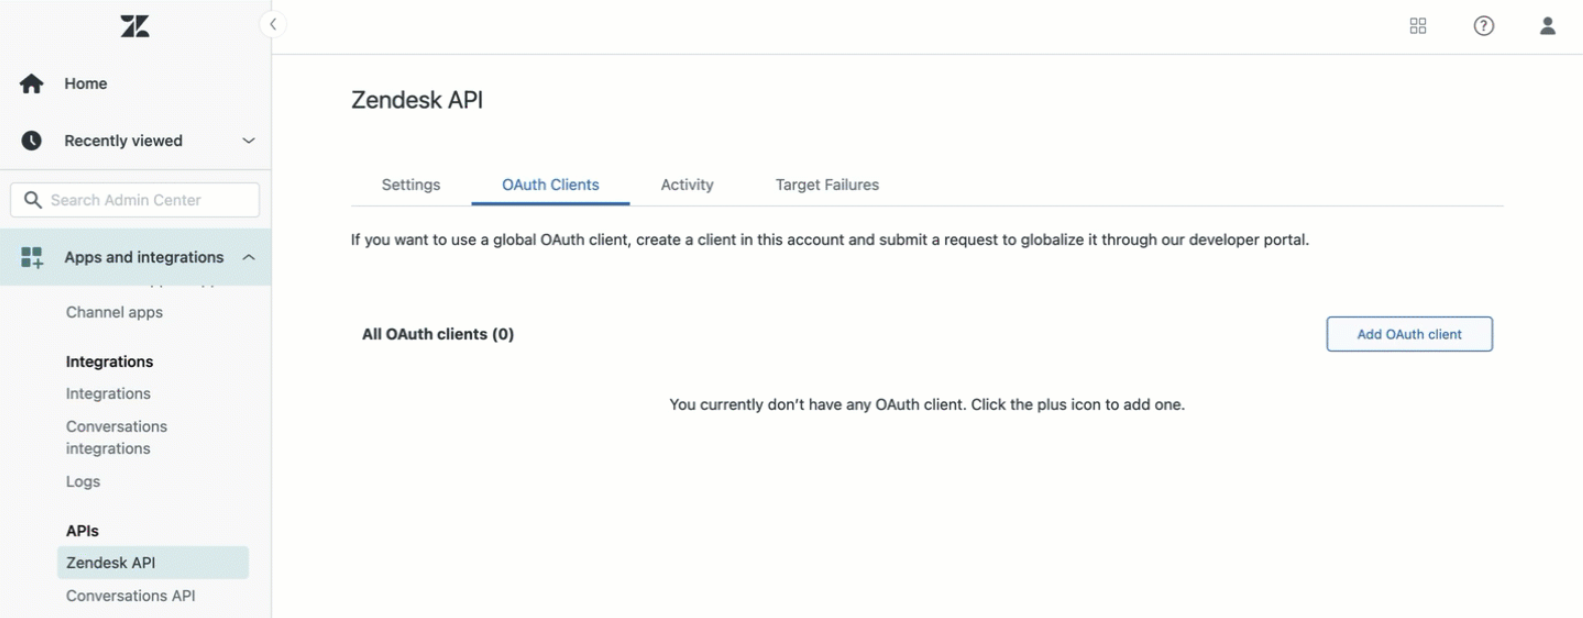 Home
Recently viewed
Search Admin Center
Apps and integrations
Channel apps
Integrations
Integrations
Conversations
integrations
Logs
APIs
Zendesk API
Conversations API
Zendesk API
Settings
OAuth Clients
Activity
Target Failures
If you want to use a global OAuth client, create a client in this account and submit a request to globalize it through our developer portal.
All OAuth clients (0)
Add OAuth client
You currently don't have any OAuth client. Click the plus icon to add one.